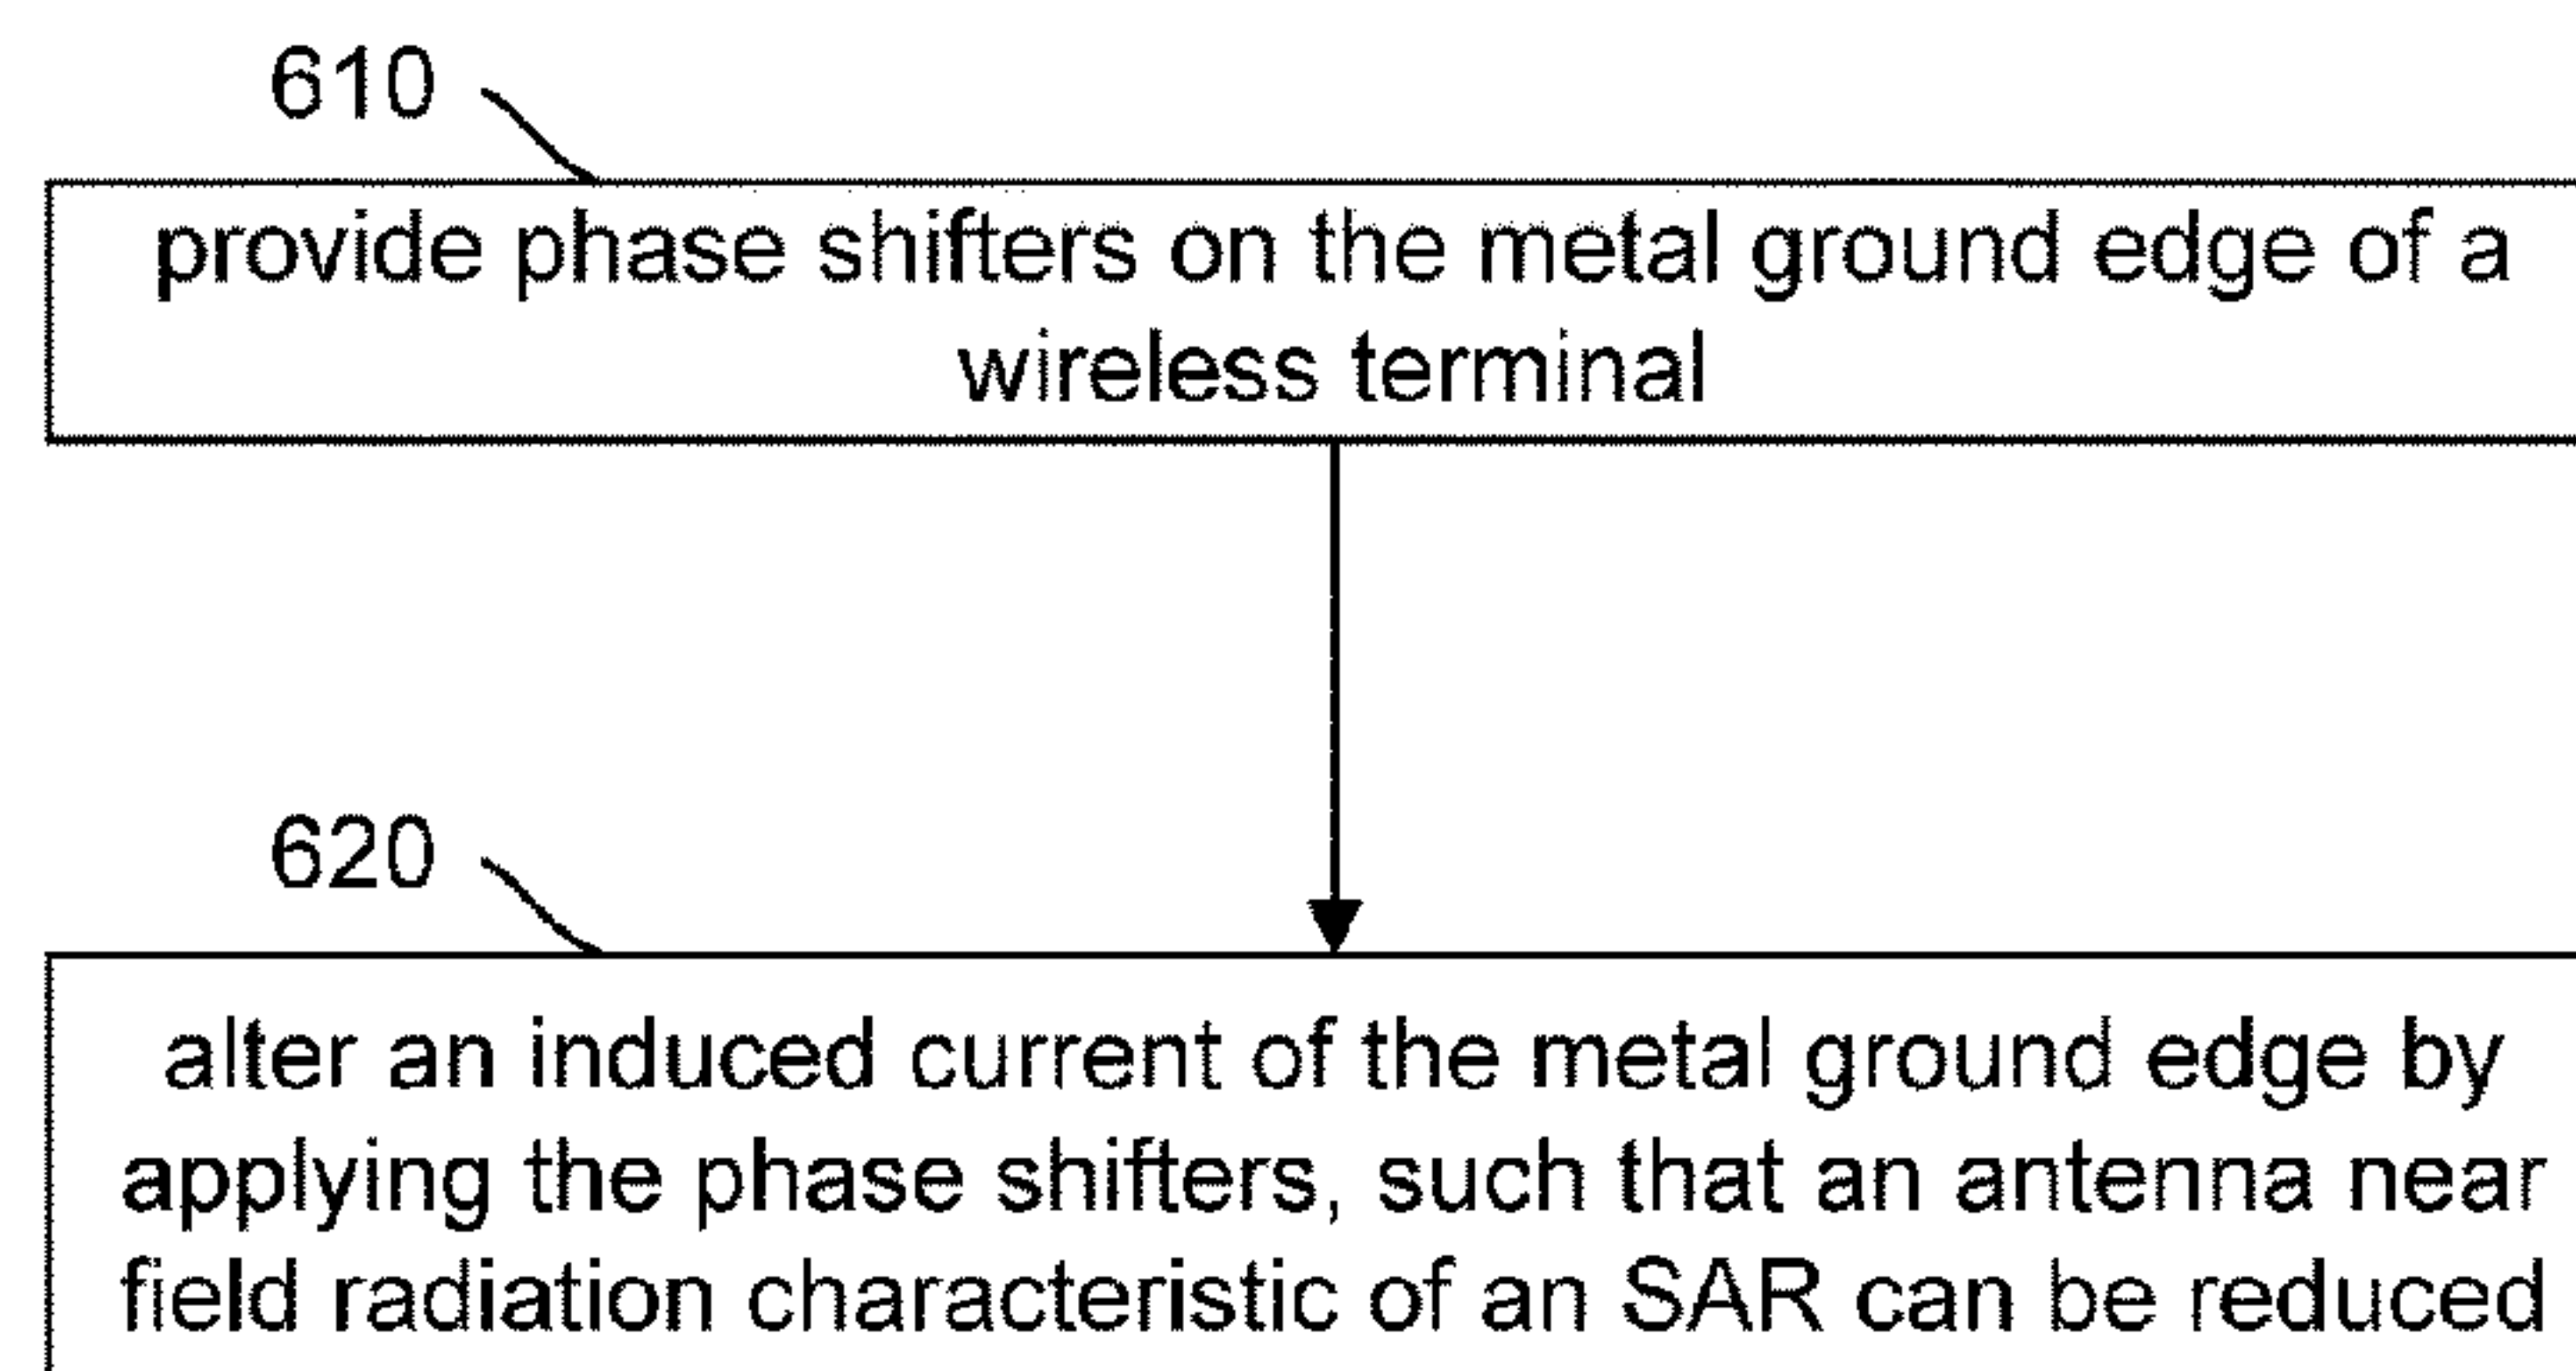 610
provide phase shifters on the metal ground edge of a
wireless terminal
620
alter an induced current of the metal ground edge by
applying the phase shifters, such that an antenna near
field radiation characteristic of an SAR can be reduced